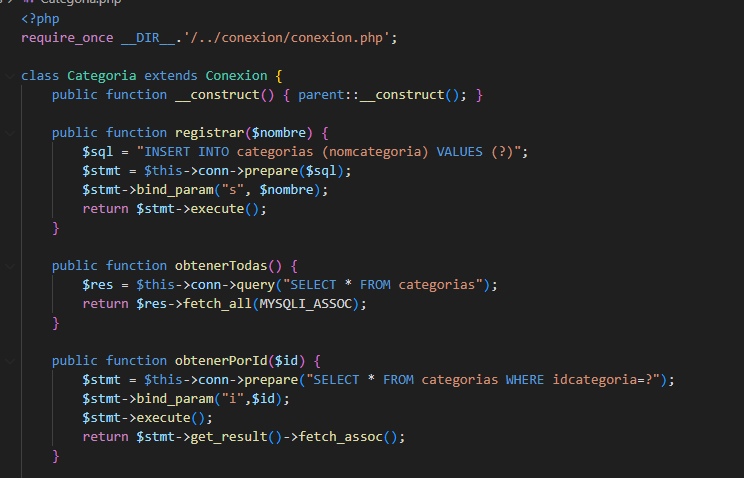 Categoria.php
<?php
require_once __DIR__.'/../conexion/conexion.php';
class Categoria extends Conexion {
public function __construct() { parent::__construct(); }
public function registrar($nombre) {
$sql = "INSERT INTO categorias (nomcategoria) VALUES (?)";
$stmt = $this->conn->prepare($sql);
$stmt->bind_param("s", $nombre);
return $stmt->execute();
}
public function obtenerTodas() {
$res = $this->conn->query("SELECT * FROM categorias");
return $res->fetch_all(MYSQLI_ASSOC);
}
public function obtenerPorId($id) {
$stmt = $this->conn->prepare("SELECT * FROM categorias WHERE idcategoria=?");
$stmt->bind_param("i",$id);
$stmt->execute();
return $stmt->get_result()->fetch_assoc();
}